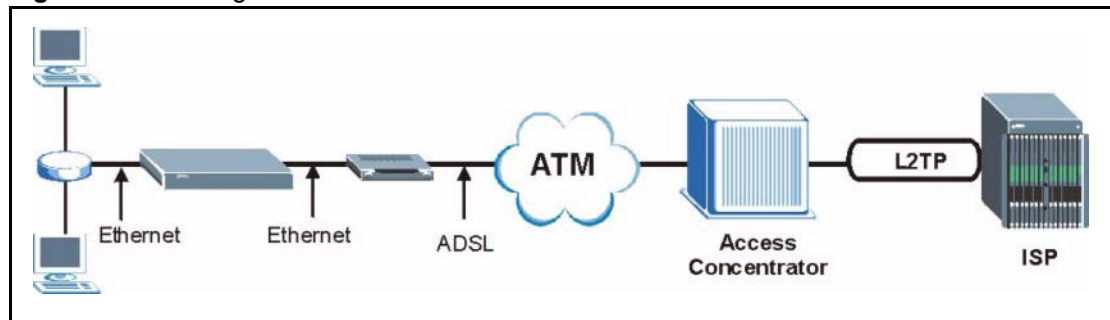 Ethernet
Ethernet
ADSL
ATM
Access
Concentrator
L2TP
ISP